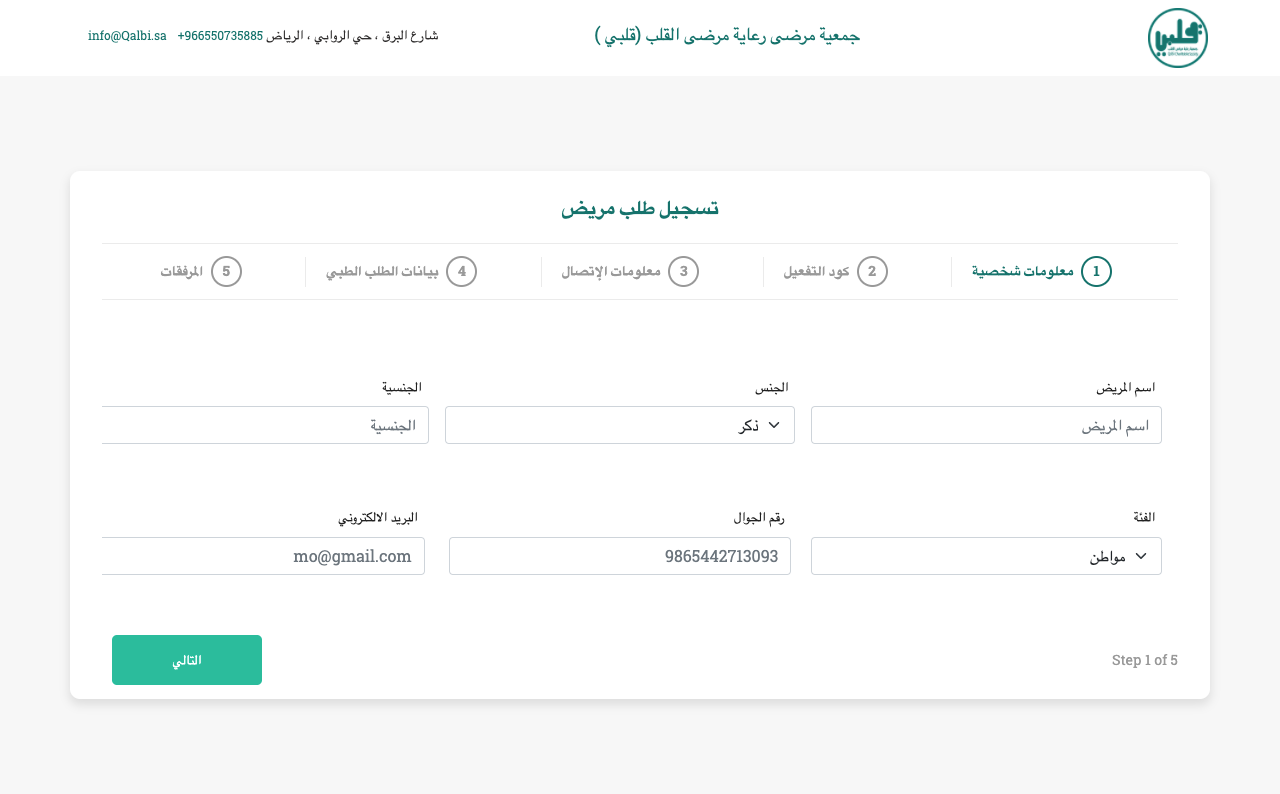 قلبي
جمعية مرضى رعاية مرضى القلب (قلبي )
شارع البرق ، حي الروابي ، الرياض +966550735885 info@Qalbi.sa
تسجيل طلب مريض
1 معلومات شخصية
2 كود التفعيل
3 معلومات الإتصال
4 بيانات الطلب الطبي
5 المرفقات
اسم المريض
اسم المريض
الجنس
ذكر
الجنسية
الجنسية
الفئة
مواطن
رقم الجوال
9865442713093
البريد الالكتروني
mo@gmail.com
Step 1 of 5
التالي